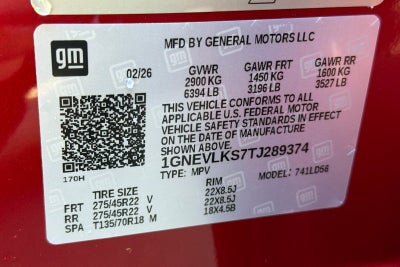 gm
MFD BY GENERAL MOTORS LLC
02/26
GVWR GAWR FRT GAWR RR
2900 KG 1450 KG 1600 KG
6394 LB 3196 LB 3527 LB
THIS VEHICLE CONFORMS TO ALL
APPLICABLE U.S. FEDERAL MOTOR
VEHICLE SAFETY STANDARDS IN EFFECT
ON THE DATE OF MANUFACTURE
SHOWN ABOVE.
1GNEVLKS7TJ289374
170H
TYPE: MPV MODEL: 741LD56
TIRE SIZE RIM
FRT 275/45R22 V 22X8.5J
RR 275/45R22 V 22X8.5J
SPA T135/70R18 M 18X4.5B